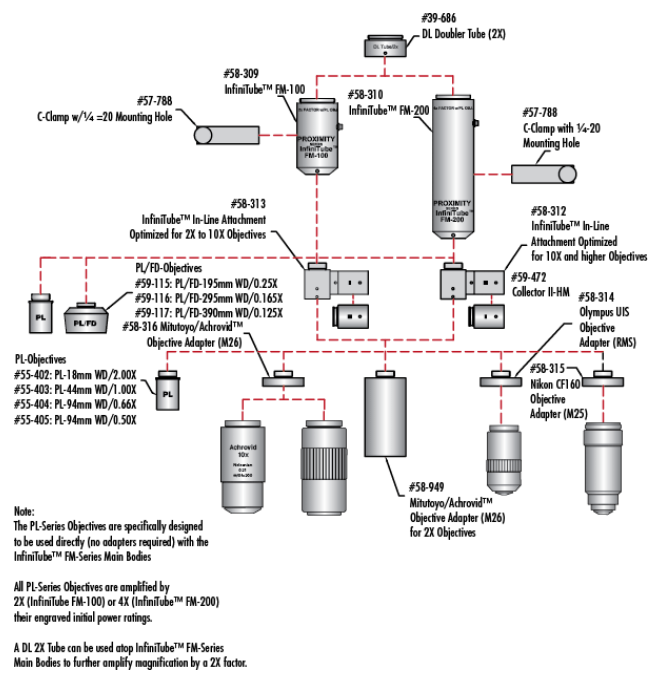 #39-686
DL Doubler Tube (2X)
DL Tube/2x
#58-309
InfiniTube™ FM-100
#58-310
InfiniTube™ FM-200
#57-788
C-Clamp w/¼ =20 Mounting Hole
#57-788
C-Clamp with ¼-20
Mounting Hole
PROXIMITY
SERIES
InfiniTube™
FM-100
PROXIMITY
SERIES
InfiniTube™
FM-200
#58-313
InfiniTube™ In-Line Attachment
Optimized for 2X to 10X Objectives
#58-312
InfiniTube™ In-Line
Attachment Optimized
for 10X and higher Objectives
#59-472
Collector II-HM
PL
PL/FD
PL/FD-Objectives
#59-115: PL/FD-195mm WD/0.25X
#59-116: PL/FD-295mm WD/0.165X
#59-117: PL/FD-390mm WD/0.125X
#58-316 Mitutoyo/Achrovid™
Objective Adapter (M26)
#58-314
Olympus UIS
Objective
Adapter (RMS)
PL-Objectives
#55-402: PL-18mm WD/2.00X
#55-403: PL-44mm WD/1.00X
#55-404: PL-94mm WD/0.66X
#55-405: PL-94mm WD/0.50X
PL
#58-315
Nikon CF160
Objective
Adapter (M25)
Achrovid
10x
#58-949
Mitutoyo/Achrovid™
Objective Adapter (M26)
for 2X Objectives
Note:
The PL-Series Objectives are specifically designed
to be used directly (no adapters required) with the
InfiniTube™ FM-Series Main Bodies
All PL-Series Objectives are amplified by
2X (InfiniTube FM-100) or 4X (InfiniTube™ FM-200)
their engraved initial power ratings.
A DL 2X Tube can be used atop InfiniTube™ FM-Series
Main Bodies to further amplify magnification by a 2X factor.